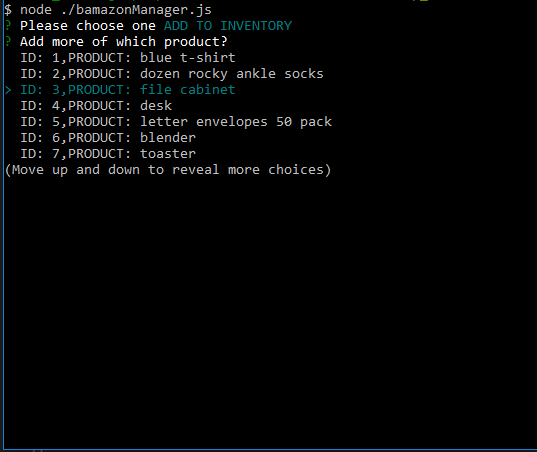 $ node ./bamazonManager.js
? Please choose one ADD TO INVENTORY
? Add more of which product?
ID: 1,PRODUCT: blue t-shirt
ID: 2,PRODUCT: dozen rocky ankle socks
> ID: 3,PRODUCT: file cabinet
ID: 4,PRODUCT: desk
ID: 5,PRODUCT: letter envelopes 50 pack
ID: 6,PRODUCT: blender
ID: 7,PRODUCT: toaster
(Move up and down to reveal more choices)